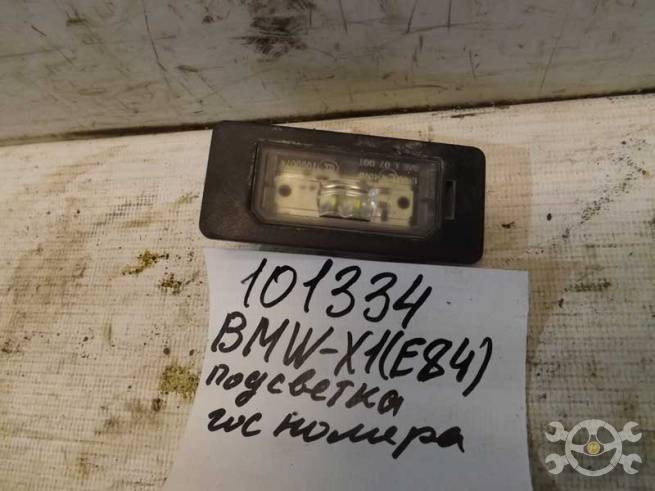 101334
BMW-X1(E84)
подсветка
гос номера